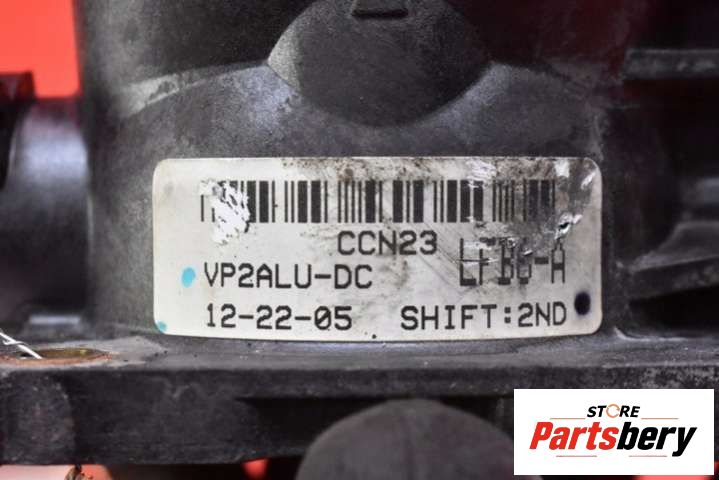 CCN23
VP2ALU-DC
12-22-05 SHIFT:2ND
STORE
Partsbery